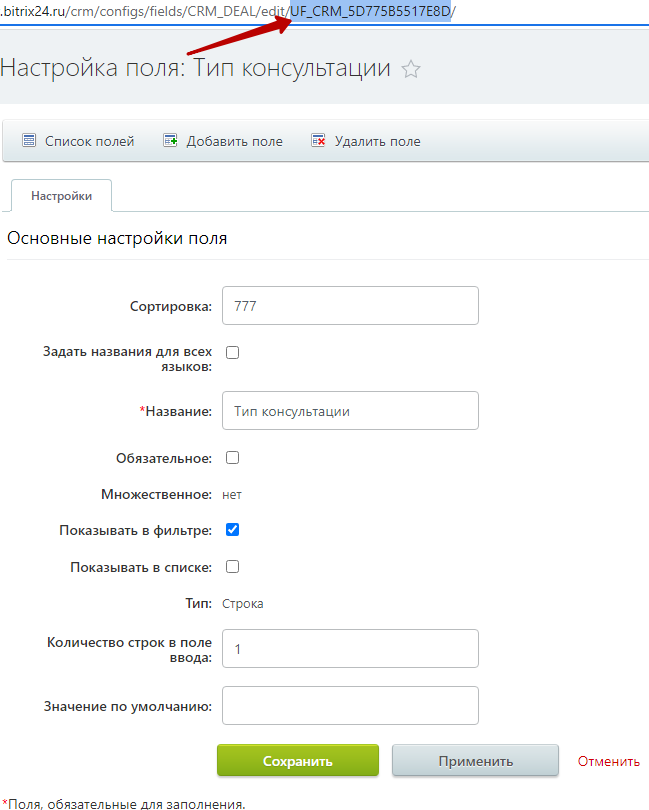 .bitrix24.ru/crm/configs/fields/CRM_DEAL/edit/UF_CRM_5D775B5517E8D/
Настройка поля: Тип консультации
Список полей Добавить поле Удалить поле
Настройки
Основные настройки поля
Сортировка: 777
Задать названия для всех
языков:
*Название: Тип консультации
Обязательное:
Множественное: нет
Показывать в фильтре:
Показывать в списке:
Тип: Строка
Количество строк в поле
ввода: 1
Значение по умолчанию:
Сохранить Применить Отменить
*Поля, обязательные для заполнения.